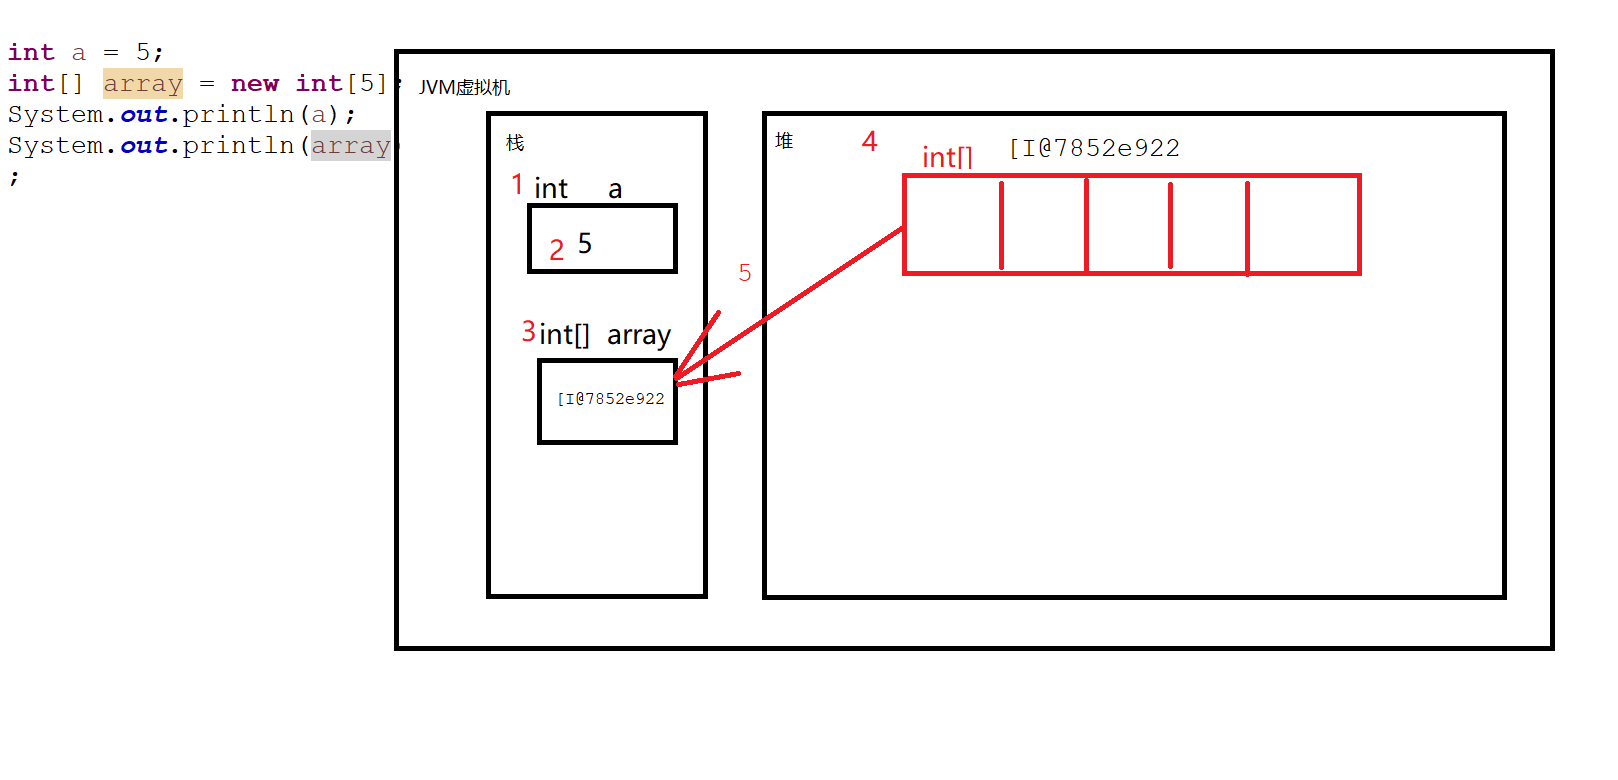 int a = 5;
int[] array = new int[5];
System.out.println(a);
System.out.println(array)
;
JVM虚拟机
栈
1 int a
2 5
3 int[] array
[I@7852e922
5
堆
4
int[] [I@7852e922